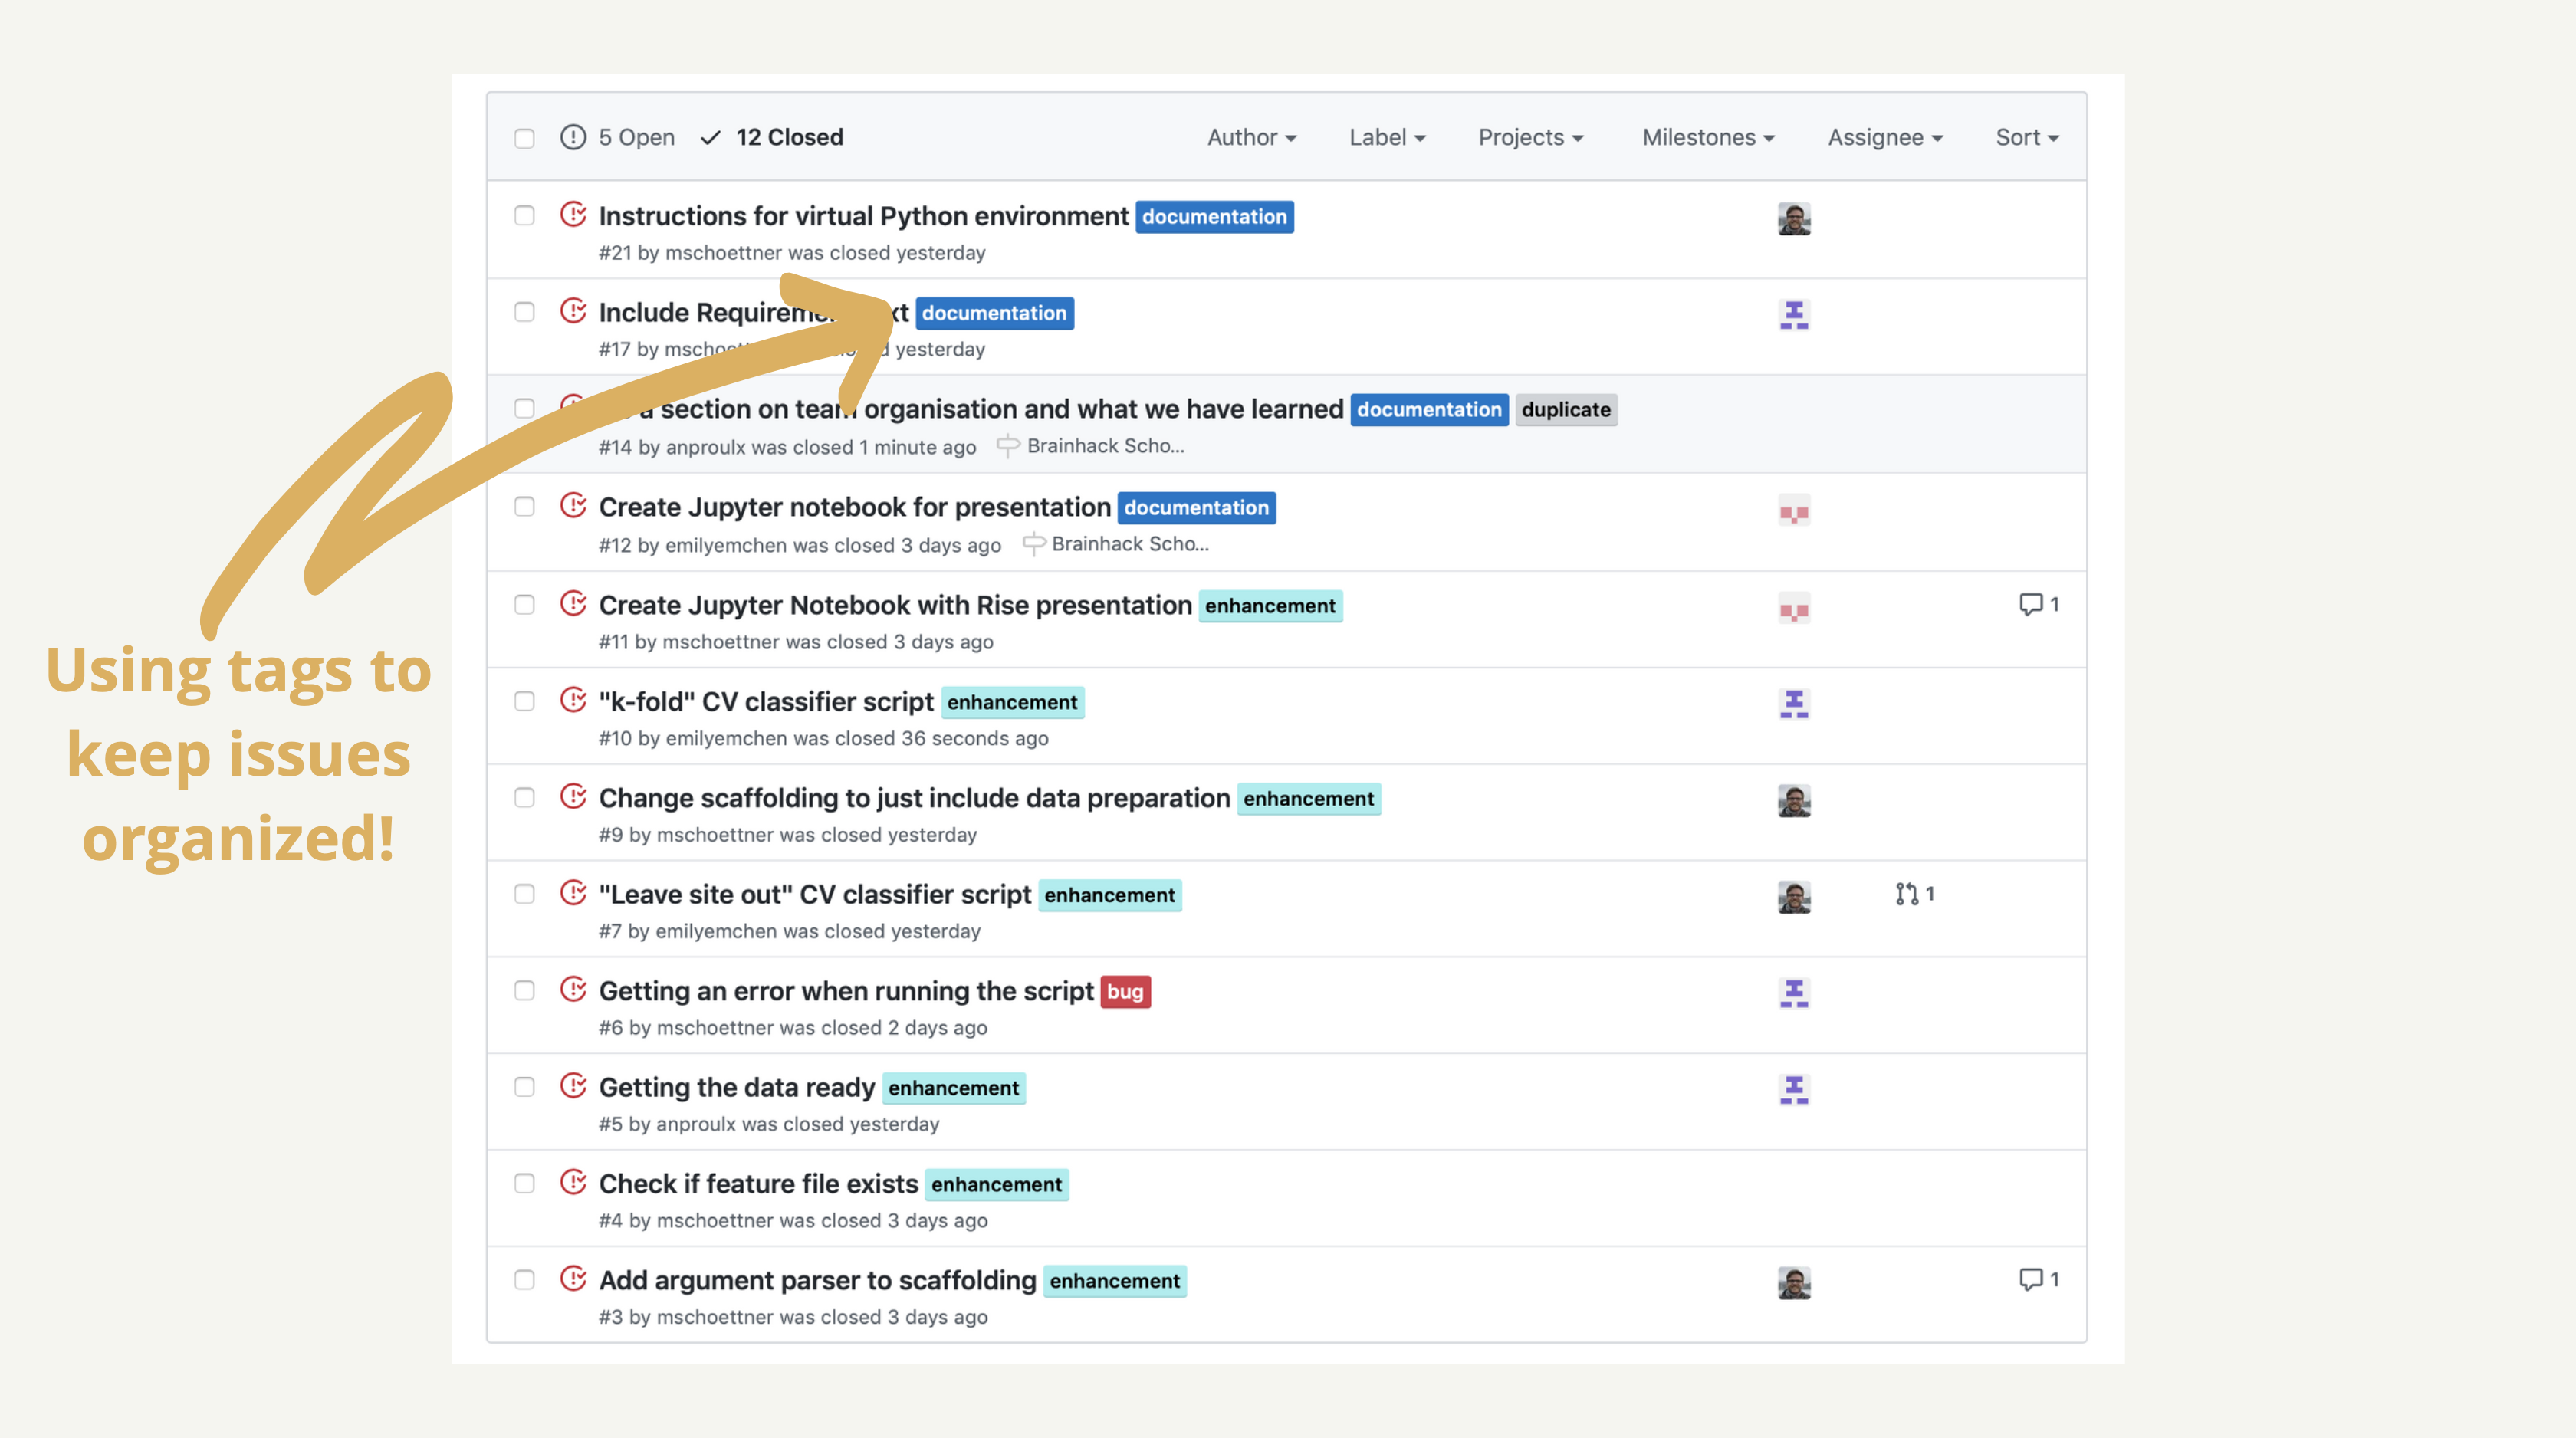 5 Open 12 Closed Author Label Projects Milestones Assignee Sort
Instructions for virtual Python environment documentation
#21 by mschoettner was closed yesterday
Include documentation
#17 by yesterday
a section on team organisation and what we have learned documentation duplicate
#14 by anproulx was closed 1 minute ago Brainhack Scho...
Create Jupyter notebook for presentation documentation
#12 by emilyemchen was closed 3 days ago Brainhack Scho...
Create Jupyter Notebook with Rise presentation enhancement 1
#11 by mschoettner was closed 3 days ago
"k-fold" CV classifier script enhancement
#10 by emilyemchen was closed 36 seconds ago
Change scaffolding to just include data preparation enhancement
#9 by mschoettner was closed yesterday
"Leave site out" CV classifier script enhancement 1
#7 by emilyemchen was closed yesterday
Getting an error when running the script bug
#6 by mschoettner was closed 2 days ago
Getting the data ready enhancement
#5 by anproulx was closed yesterday
Check if feature file exists enhancement
#4 by mschoettner was closed 3 days ago
Add argument parser to scaffolding enhancement 1
#3 by mschoettner was closed 3 days ago
Using tags to
keep issues
organized!